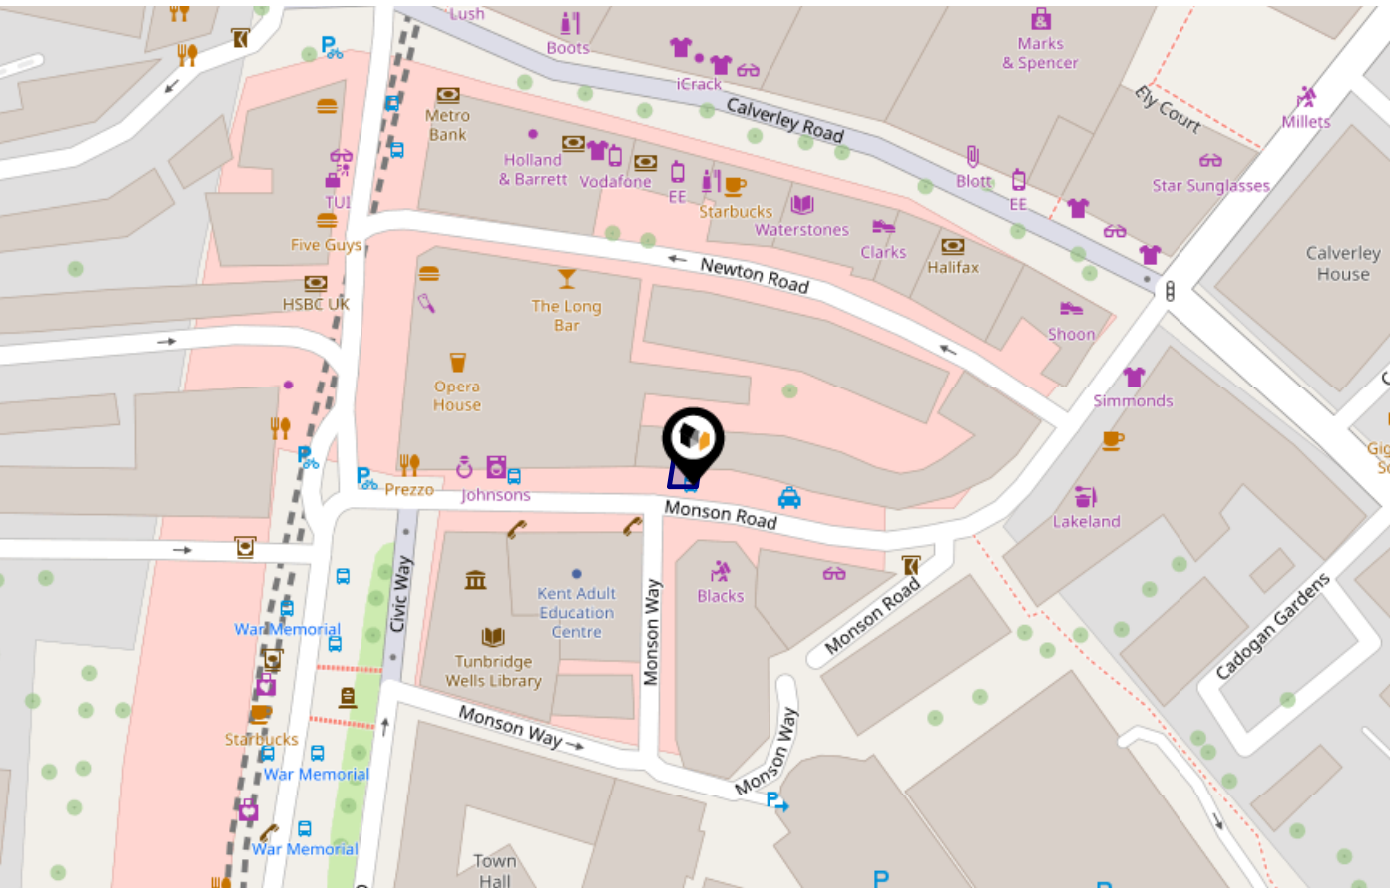 Lush
Boots
iCrack
Marks
& Spencer
Ely Court
Millets
Metro
Bank
Calverley Road
Holland
& Barrett
Vodafone
EE
Starbucks
Waterstones
Clarks
Halifax
Blott
EE
Star Sunglasses
TUI
Five Guys
HSBC UK
Newton Road
Calverley
House
The Long
Bar
Shoon
Opera
House
Simmonds
Prezzo
Johnsons
Monson Road
Lakeland
Civic Way
Kent Adult
Education
Centre
Monson Way
Blacks
Monson Road
Cadogan Gardens
War Memorial
Tunbridge
Wells Library
Starbucks
Monson Way
Monson Way
War Memorial
War Memorial
Town
Hall
P
P